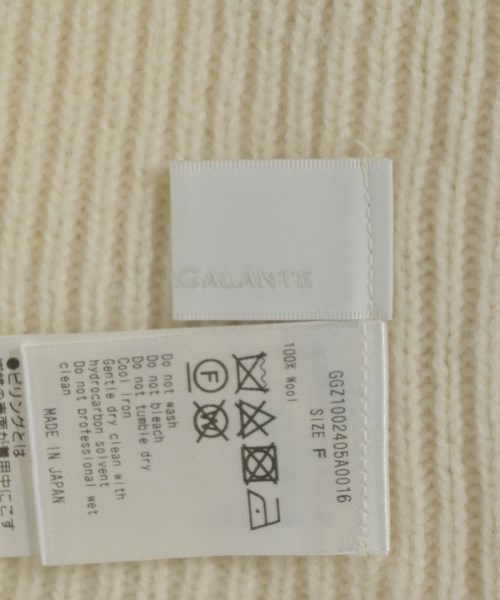 GALANTE
GGZ1002405A0016
SIZE F
100% Wool
F
W
Do not wash
Do not bleach
Do not tumble dry
Cool iron
Gentle dry clean with
hydrocarbon solvent
Do not professional wet
clean
MADE IN JAPAN
●ピリングとは